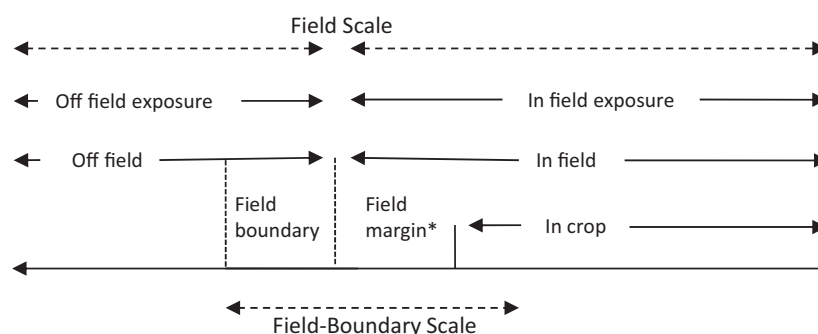 Field Scale
Off field exposure
In field exposure
Off field
In field
Field
boundary
Field
margin*
In crop
Field-Boundary Scale